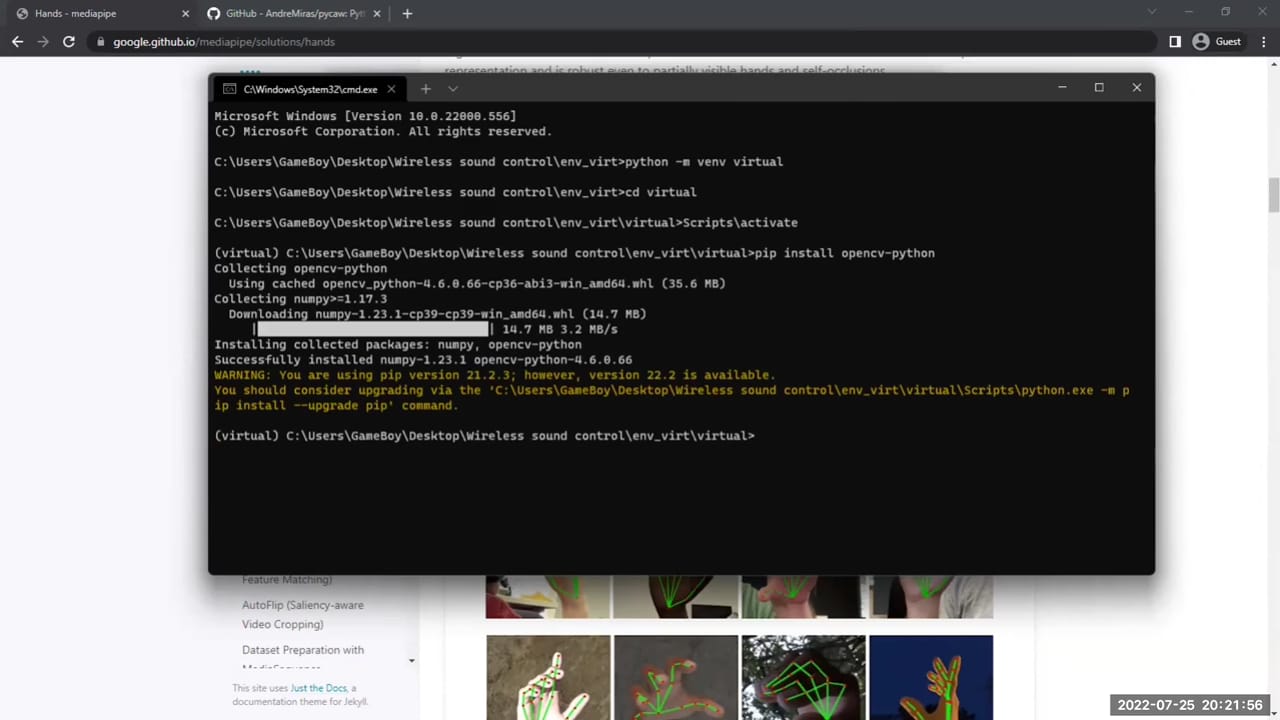 Hands - mediapipe
GitHub - AndreMiras/pycaw: Pyt
google.github.io/mediapipe/solutions/hands
Guest
representation and is robust even to partially visible hands and self-occlusions.
C:\Windows\System32\cmd.exe
Microsoft Windows [Version 10.0.22000.556]
(c) Microsoft Corporation. All rights reserved.
C:\Users\GameBoy\Desktop\Wireless sound control\env_virt>python -m venv virtual
C:\Users\GameBoy\Desktop\Wireless sound control\env_virt>cd virtual
C:\Users\GameBoy\Desktop\Wireless sound control\env_virt\virtual>Scripts\activate
(virtual) C:\Users\GameBoy\Desktop\Wireless sound control\env_virt\virtual>pip install opencv-python
Collecting opencv-python
Using cached opencv_python-4.6.0.66-cp36-abi3-win_amd64.whl (35.6 MB)
Collecting numpy>=1.17.3
Downloading numpy-1.23.1-cp39-cp39-win_amd64.whl (14.7 MB)
| | 14.7 MB 3.2 MB/s
Installing collected packages: numpy, opencv-python
Successfully installed numpy-1.23.1 opencv-python-4.6.0.66
WARNING: You are using pip version 21.2.3; however, version 22.2 is available.
You should consider upgrading via the 'C:\Users\GameBoy\Desktop\Wireless sound control\env_virt\virtual\Scripts\python.exe -m p
ip install --upgrade pip' command.
(virtual) C:\Users\GameBoy\Desktop\Wireless sound control\env_virt\virtual>
Feature Matching)
AutoFlip (Saliency-aware
Video Cropping)
Dataset Preparation with
MediaSequence
This site uses Just the Docs, a
documentation theme for Jekyll.
2022-07-25 20:21:56